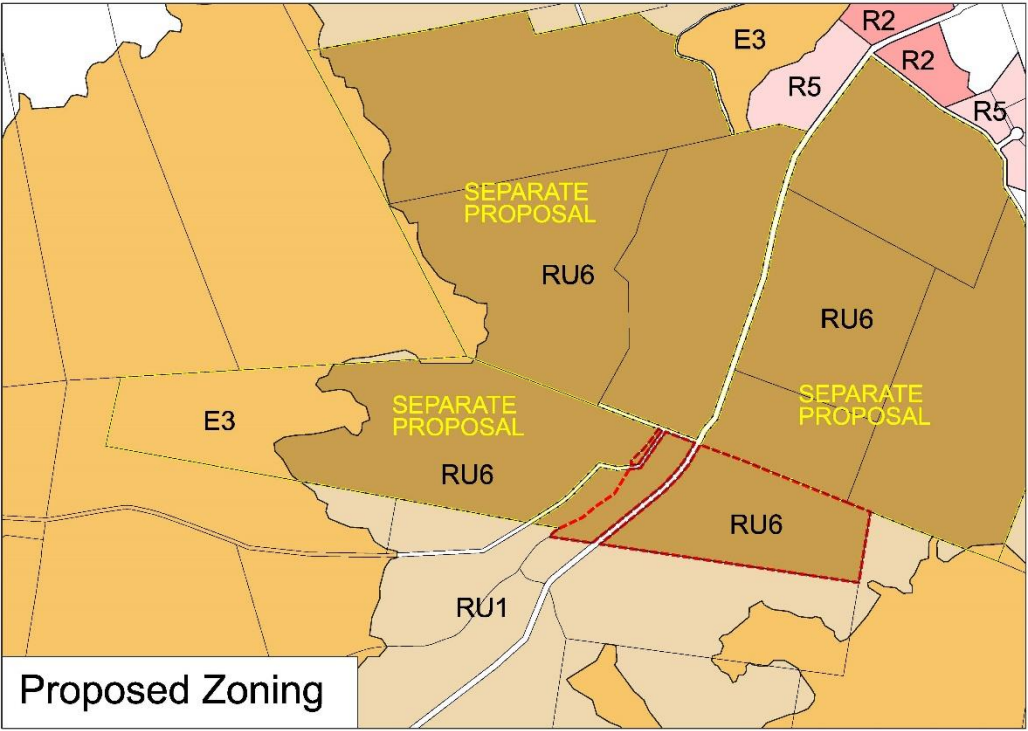 R2
E3
R2
R5
R5
SEPARATE
PROPOSAL
RU6
RU6
SEPARATE
PROPOSAL
SEPARATE
PROPOSAL
E3
RU6
RU6
RU1
Proposed Zoning